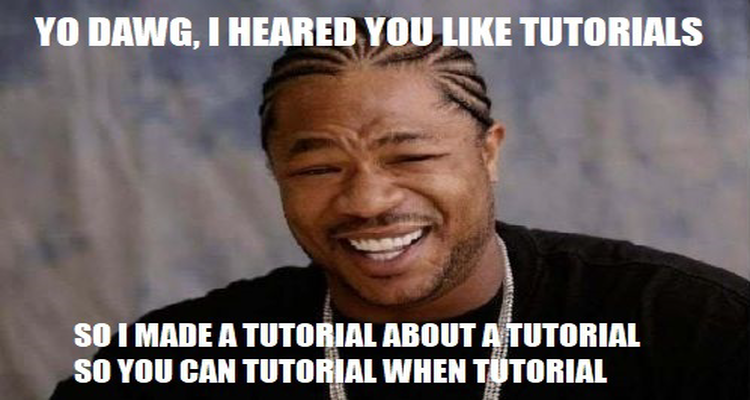 YO DAWG, I HEARED YOU LIKE TUTORIALS
SO I MADE A TUTORIAL ABOUT A TUTORIAL
SO YOU CAN TUTORIAL WHEN TUTORIAL